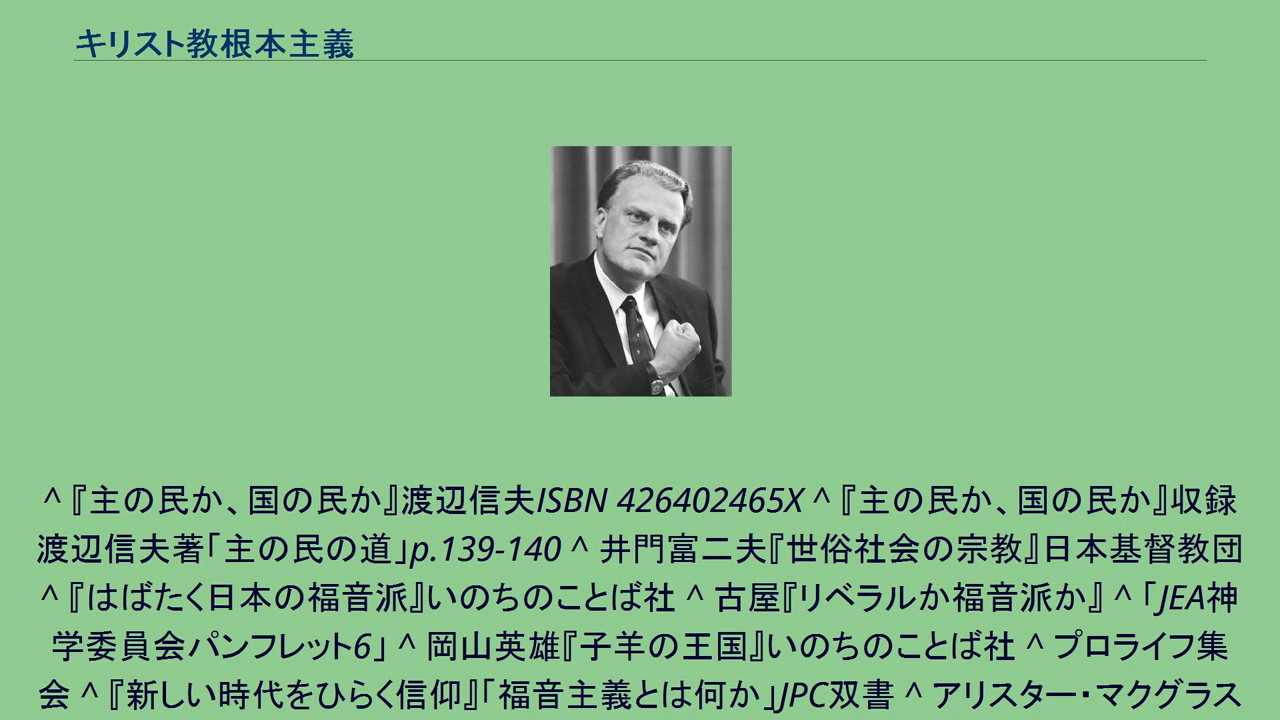 キリスト教根本主義
^『主の民か、国の民か』渡辺信夫ISBN 426402465X ^『主の民か、国の民か』収録
渡辺信夫著「主の民の道」p.139-140 ^ 井門富二夫『世俗社会の宗教』日本基督教団
^『はばたく日本の福音派』いのちのことば社 ^ 古屋『リベラルか福音派か』 ^「JEA神
学委員会パンフレット6」 ^ 岡山英雄『子羊の王国』いのちのことば社 ^ プロライフ集
会 ^『新しい時代をひらく信仰』「福音主義とは何か」JPC双書 ^ アリスター・マクグラス